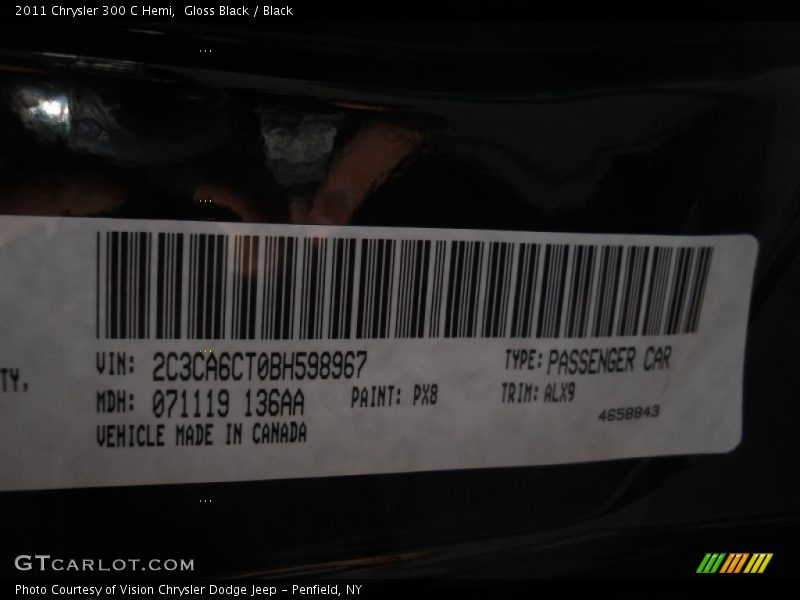 2011 Chrysler 300 C Hemi,  Gloss Black / Black
TY,
VIN: 2C3CA6CT0BH598967 TYPE: PASSENGER CAR
MDH: 071119 136AA PAINT: PX8 TRIM: ALX9
4658843
VEHICLE MADE IN CANADA
GTCARLOT.COM
Photo Courtesy of Vision Chrysler Dodge Jeep - Penfield, NY